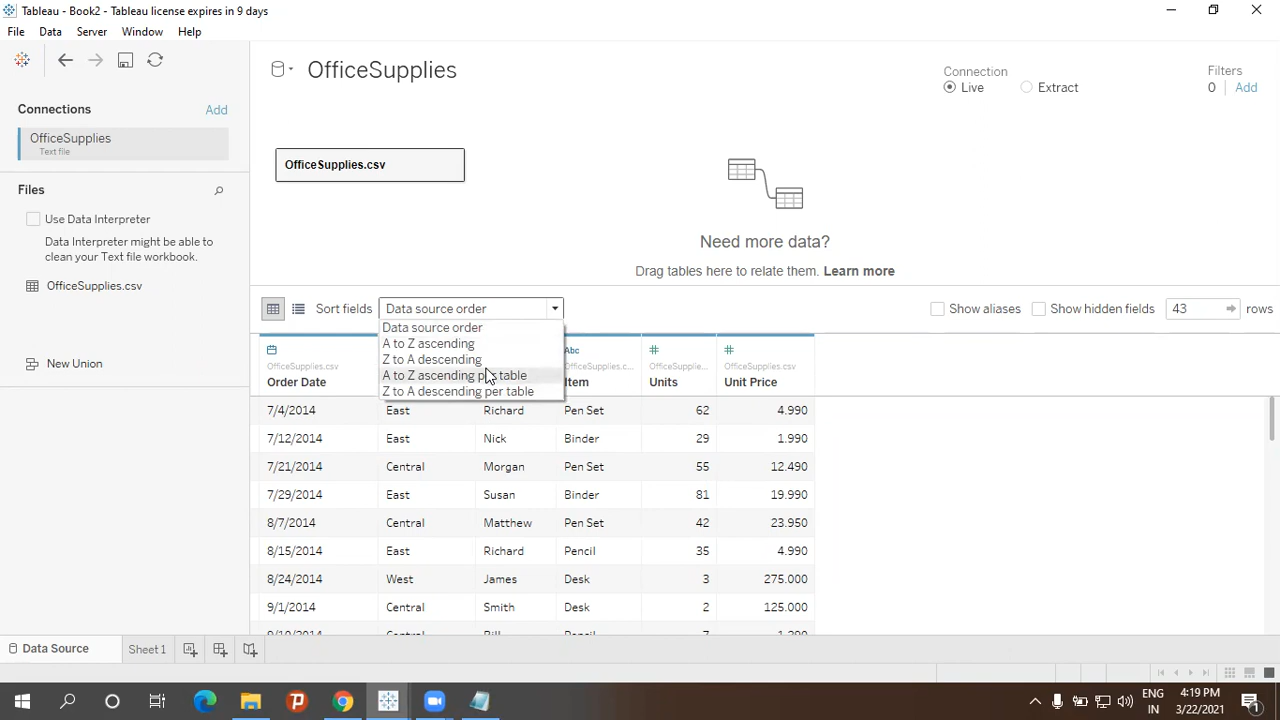 Tableau - Book2 - Tableau license expires in 9 days
File Data Server Window Help
Connections Add
OfficeSupplies
Text file
Files
Use Data Interpreter
Data Interpreter might be able to
clean your Text file workbook.
OfficeSupplies.csv
New Union
OfficeSupplies
Connection
Live Extract
Filters
0 Add
OfficeSupplies.csv
Need more data?
Drag tables here to relate them. Learn more
Sort fields Data source order Show aliases Show hidden fields 43 rows
Data source order
A to Z ascending
Z to A descending
A to Z ascending per table
Z to A descending per table
Abc # #
OfficeSupplies.csv OfficeSupplies.c... OfficeSupplie... OfficeSupplies.csv
Order Date Item Units Unit Price
7/4/2014 East Richard Pen Set 62 4.990
7/12/2014 East Nick Binder 29 1.990
7/21/2014 Central Morgan Pen Set 55 12.490
7/29/2014 East Susan Binder 81 19.990
8/7/2014 Central Matthew Pen Set 42 23.950
8/15/2014 East Richard Pencil 35 4.990
8/24/2014 West James Desk 3 275.000
9/1/2014 Central Smith Desk 2 125.000
Data Source Sheet 1
ENG
IN
4:19 PM
3/22/2021